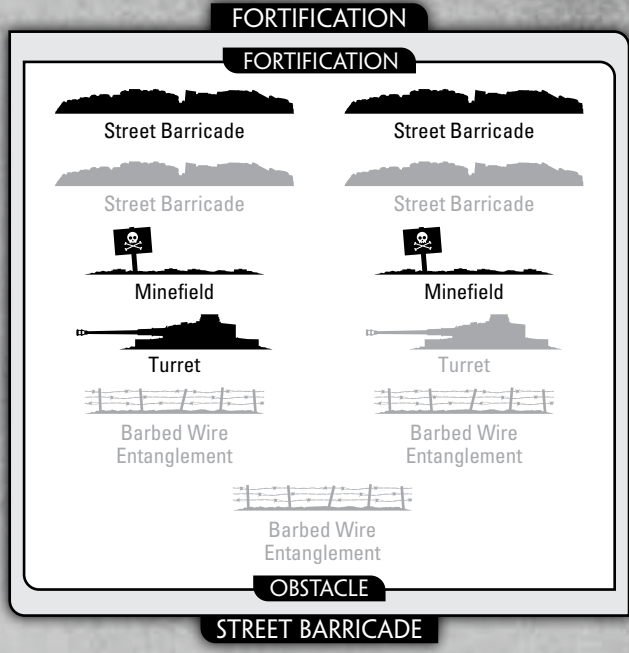 FORTIFICATION
FORTIFICATION
Street Barricade Street Barricade
Street Barricade Street Barricade
Minefield Minefield
Turret Turret
Barbed Wire Barbed Wire
Entanglement Entanglement
Barbed Wire
Entanglement
OBSTACLE
STREET BARRICADE